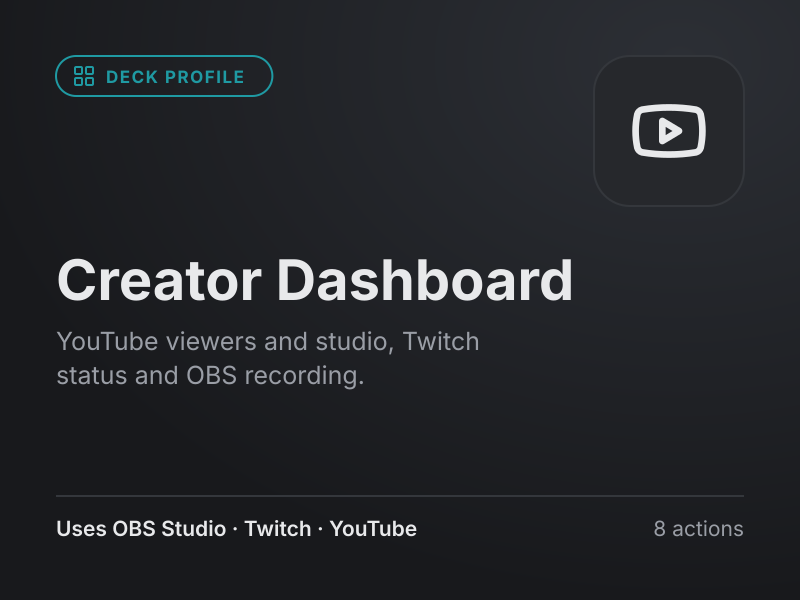 DECK PROFILE
Creator Dashboard
YouTube viewers and studio, Twitch
status and OBS recording.
Uses OBS Studio · Twitch · YouTube
8 actions